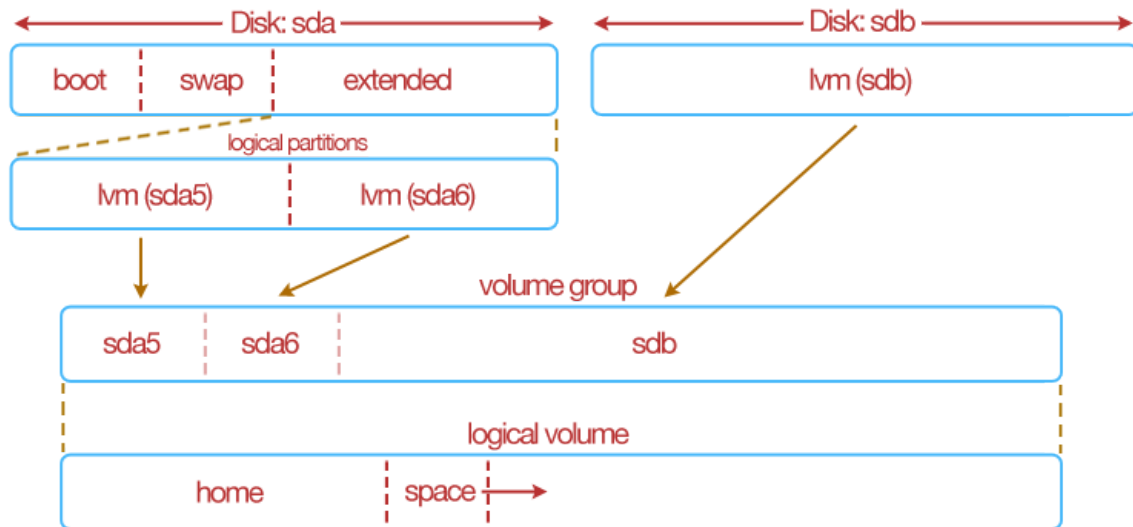 Disk: sda
Disk: sdb
boot swap extended
lvm (sdb)
logical partitions
lvm (sda5) lvm (sda6)
volume group
sda5 sda6 sdb
logical volume
home space